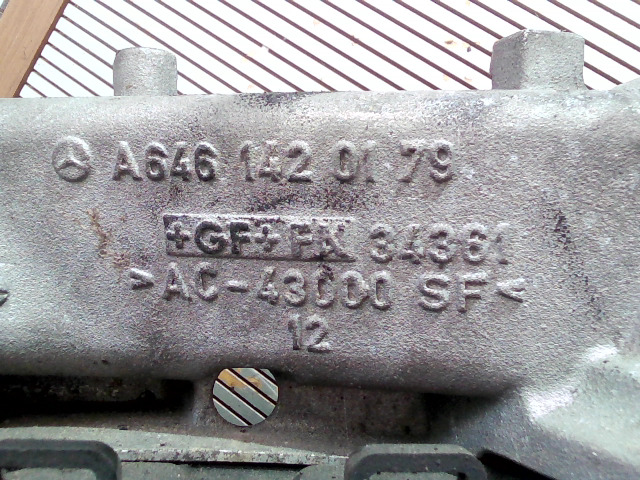 A646 142 01 79
+GF+ FK 34361
>AC-43000 SF<
12